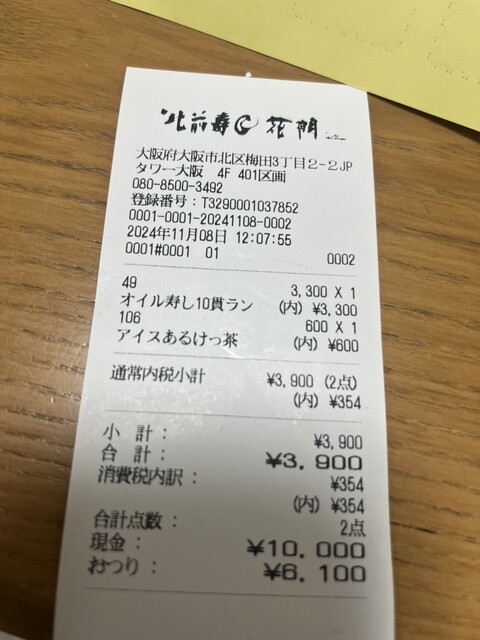 北前寿し 花門
大阪府大阪市北区梅田3丁目2-2JP
タワー大阪 4F 401区画
080-8500-3492
登録番号：T3290001037852
0001-0001-20241108-0002
2024年11月08日 12:07:55
0001#0001 01 0002
49 3,300 X 1
オイル寿し10貫ラン (内) ¥3,300
106 600 X 1
アイスあるけっ茶 (内) ¥600
通常内税小計 ¥3,900 (2点)
(内) ¥354
小 計： ¥3,900
合 計： ¥3,900
消費税内訳： ¥354
(内) ¥354
合計点数： 2点
現金： ¥10,000
おつり： ¥6,100